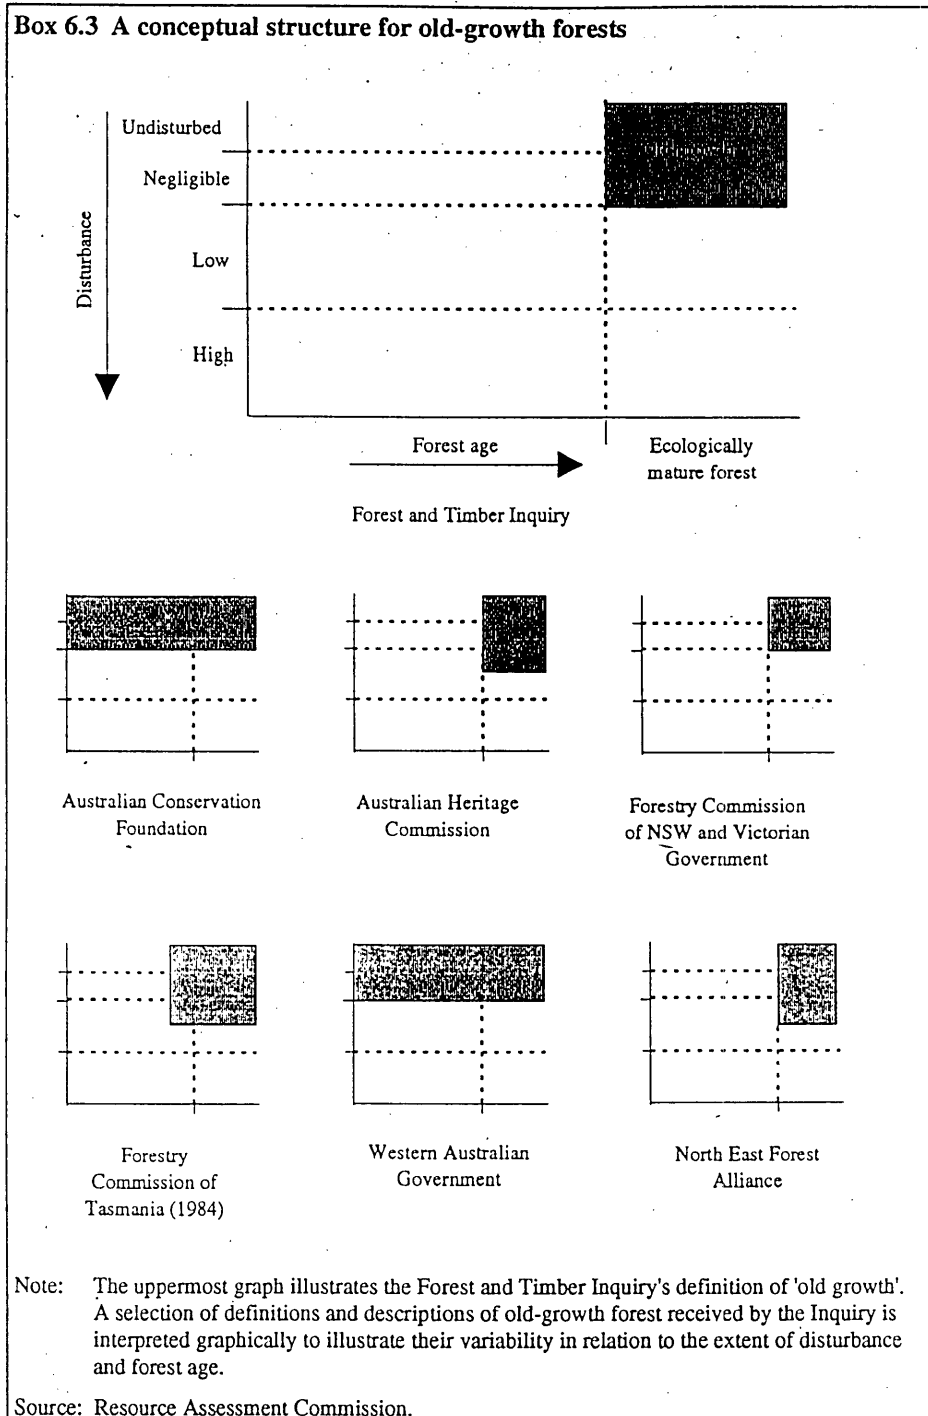 Box 6.3 A conceptual structure for old-growth forests
Undisturbed
Negligible
Low
High
Disturbance
Forest age
Ecologically
mature forest
Forest and Timber Inquiry
Australian Conservation
Foundation
Australian Heritage
Commission
Forestry Commission
of NSW and Victorian
Government
Forestry
Commission of
Tasmania (1984)
Western Australian
Government
North East Forest
Alliance
Note: The uppermost graph illustrates the Forest and Timber Inquiry's definition of 'old growth'.
A selection of definitions and descriptions of old-growth forest received by the Inquiry is
interpreted graphically to illustrate their variability in relation to the extent of disturbance
and forest age.
Source: Resource Assessment Commission.